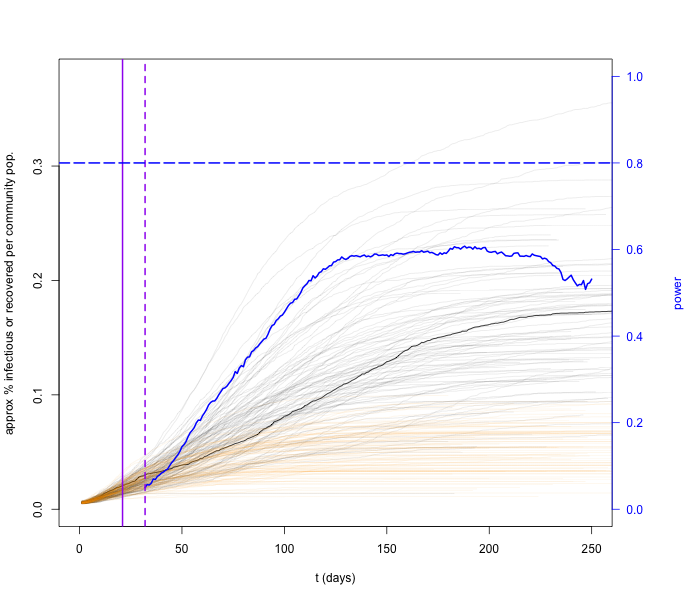 approx % infectious or recovered per community pop.
0.3
0.2
0.1
0.0
1.0
0.8
0.6
0.4
0.2
0.0
power
0 50 100 150 200 250
t (days)